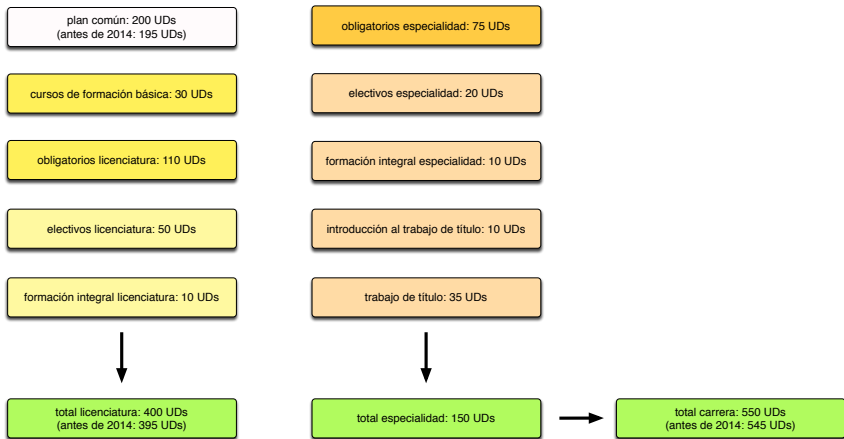 plan común: 200 UDs
(antes de 2014: 195 UDs)
cursos de formación básica: 30 UDs
obligatorios licenciatura: 110 UDs
electivos licenciatura: 50 UDs
formación integral licenciatura: 10 UDs
total licenciatura: 400 UDs
(antes de 2014: 395 UDs)
obligatorios especialidad: 75 UDs
electivos especialidad: 20 UDs
formación integral especialidad: 10 UDs
introducción al trabajo de título: 10 UDs
trabajo de título: 35 UDs
total especialidad: 150 UDs
total carrera: 550 UDs
(antes de 2014: 545 UDs)